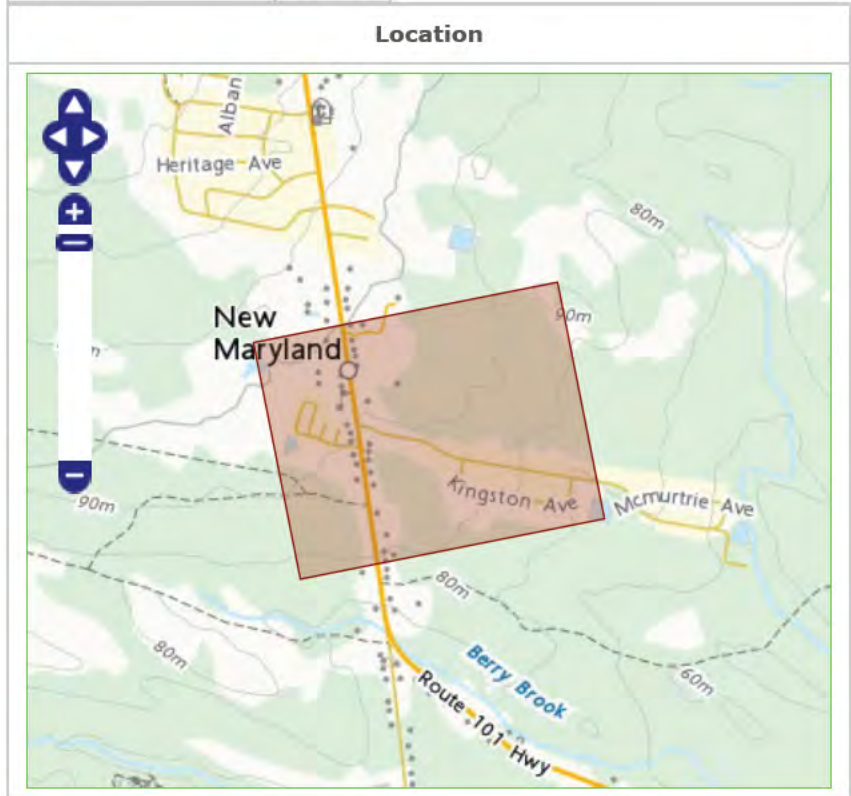 Location
Alban
Heritage Ave
80m
New
Maryland
90m
Kingston Ave
Mcmurtrie Ave
90m
80m
80m
60m
Berry Brook
Route 101 Hwy